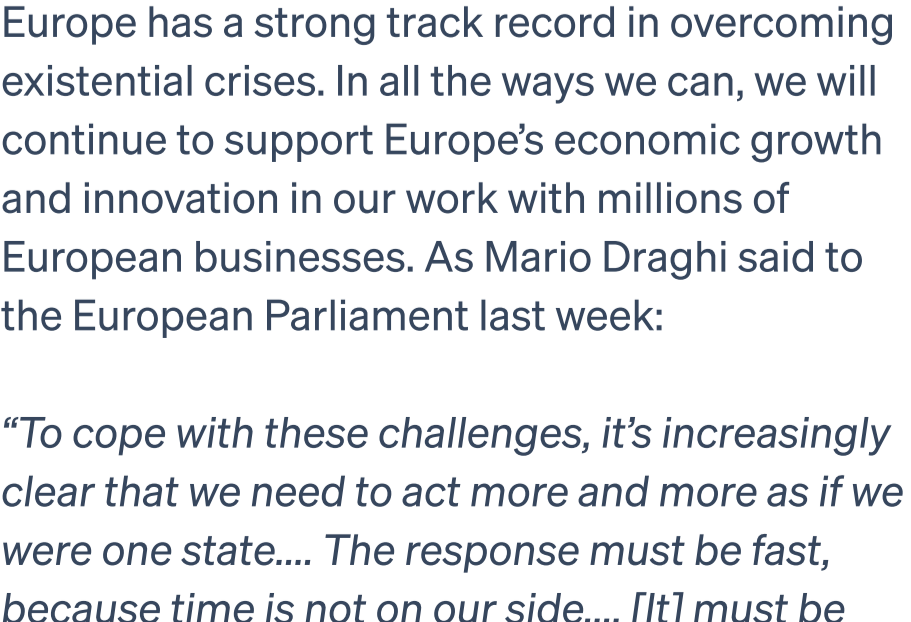 Europe has a strong track record in overcoming
existential crises. In all the ways we can, we will
continue to support Europe’s economic growth
and innovation in our work with millions of
European businesses. As Mario Draghi said to
the European Parliament last week:
“To cope with these challenges, it’s increasingly
clear that we need to act more and more as if we
were one state.... The response must be fast,
because time is not on our side.... [It] must be